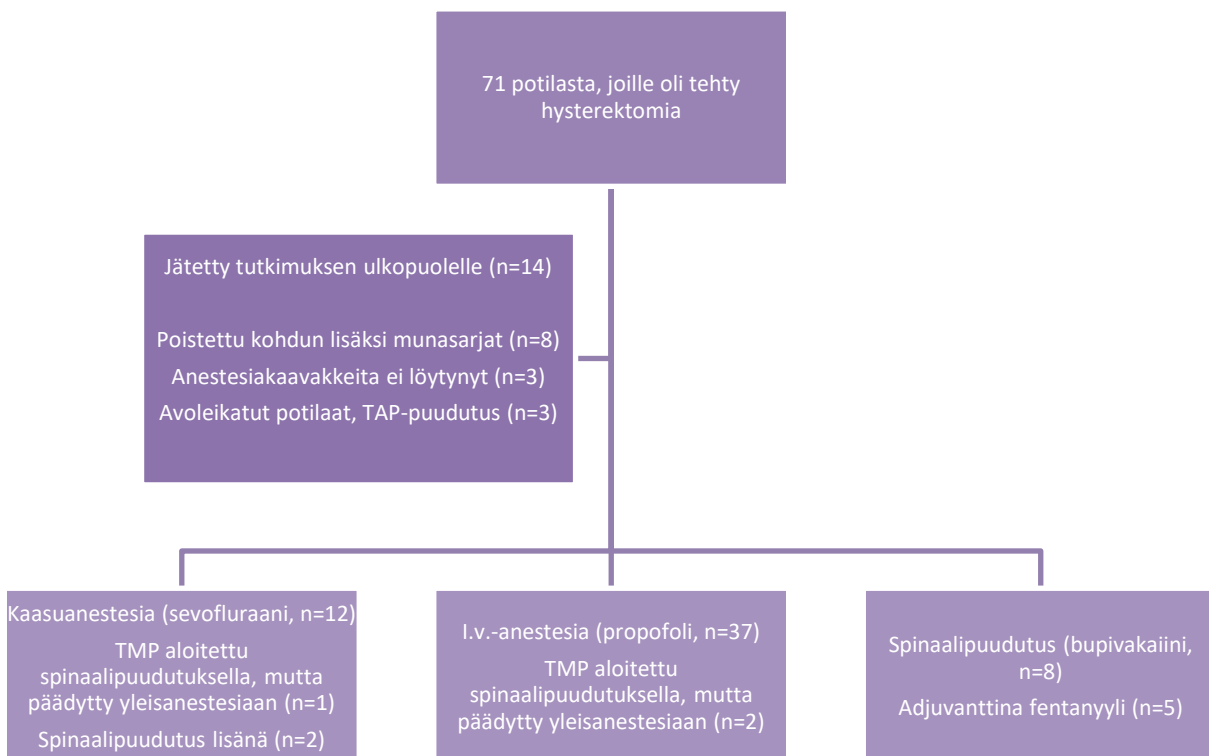 71 potilasta, joille oli tehty
hysterektomia
Jätetty tutkimuksen ulkopuolelle (n=14)
Poistettu kohdun lisäksi munasarjat (n=8)
Anestesiakaavakkeita ei löytynyt (n=3)
Avoleikatut potilaat, TAP-puudutus (n=3)
Kaasuanestesia (sevofluraani, n=12)
TMP aloitettu
spinaalipuudutuksella, mutta
päädytty yleisanestesiaan (n=1)
Spinaalipuudutus lisänä (n=2)
I.v.-anestesia (propofoli, n=37)
TMP aloitettu
spinaalipuudutuksella, mutta
päädytty yleisanestesiaan (n=2)
Spinaalipuudutus (bupivakaiini,
n=8)
Adjuvanttina fentanyyli (n=5)